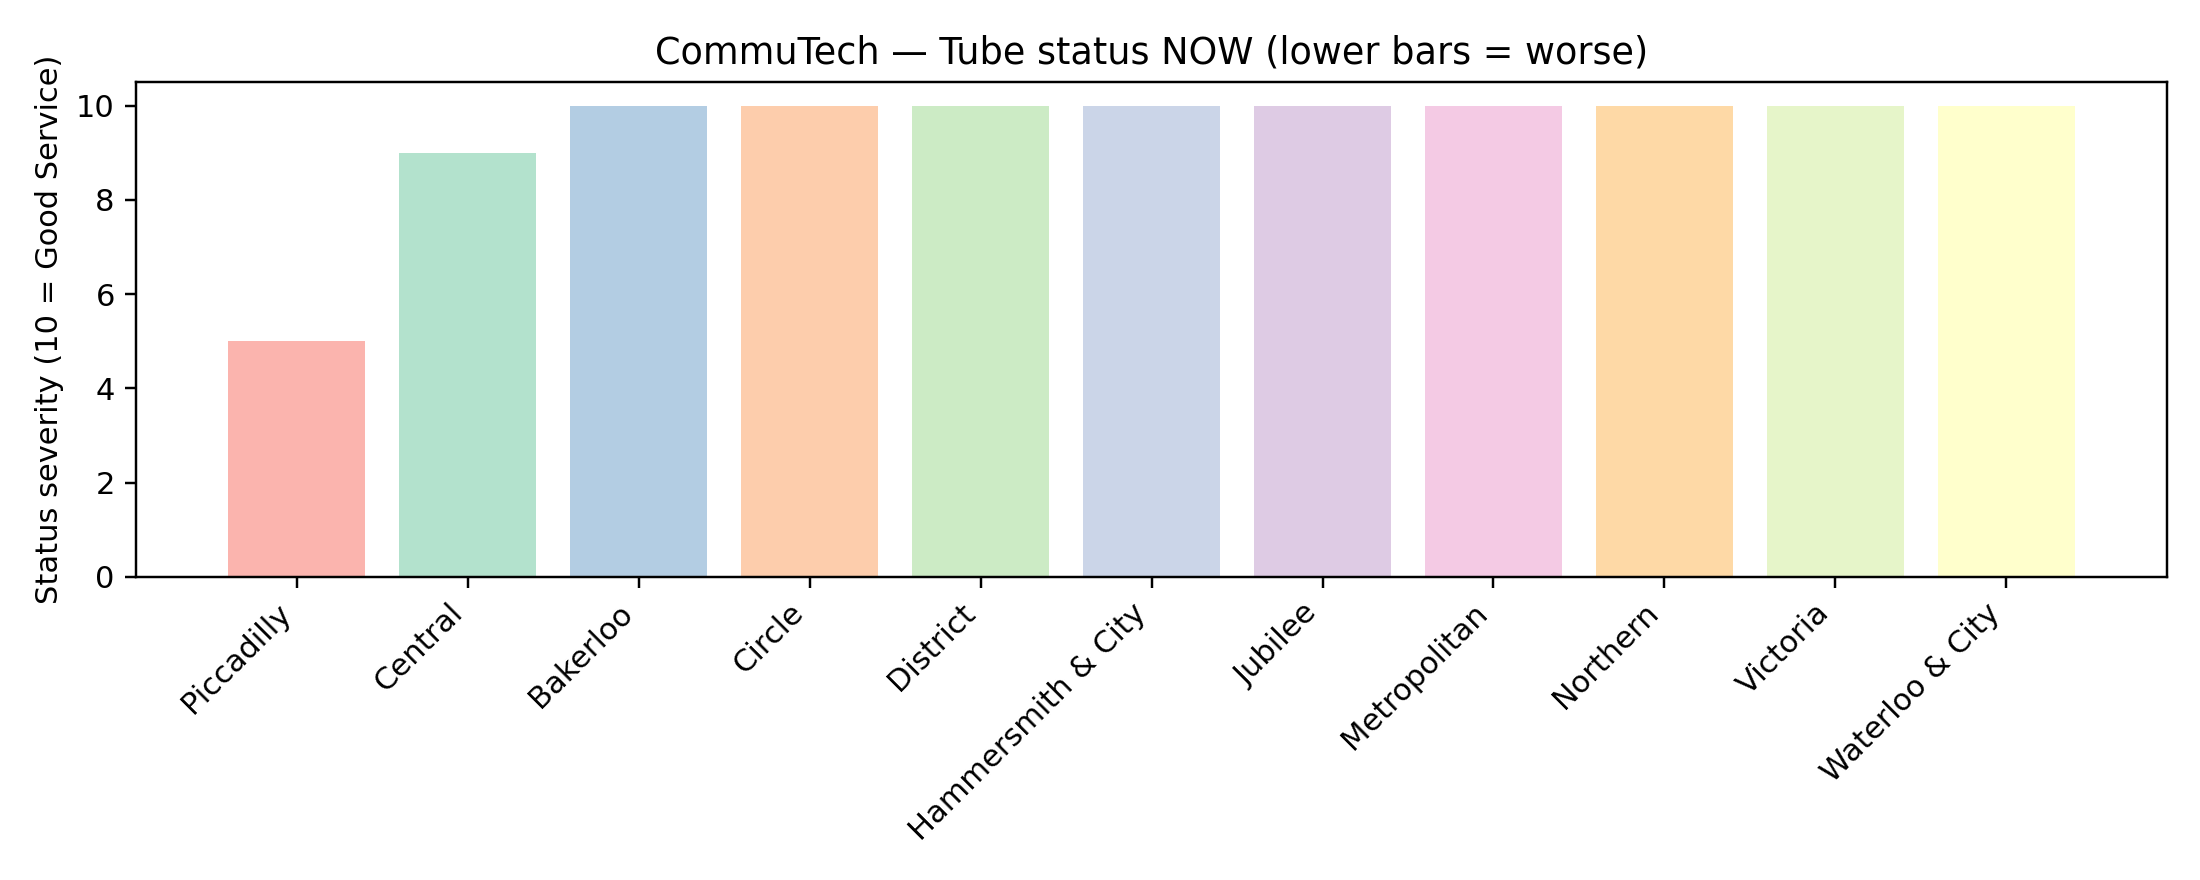 CommuTech — Tube status NOW (lower bars = worse)
Status severity (10 = Good Service)
10
8
6
4
2
0
Piccadilly
Central
Bakerloo
Circle
District
Hammersmith & City
Jubilee
Metropolitan
Northern
Victoria
Waterloo & City